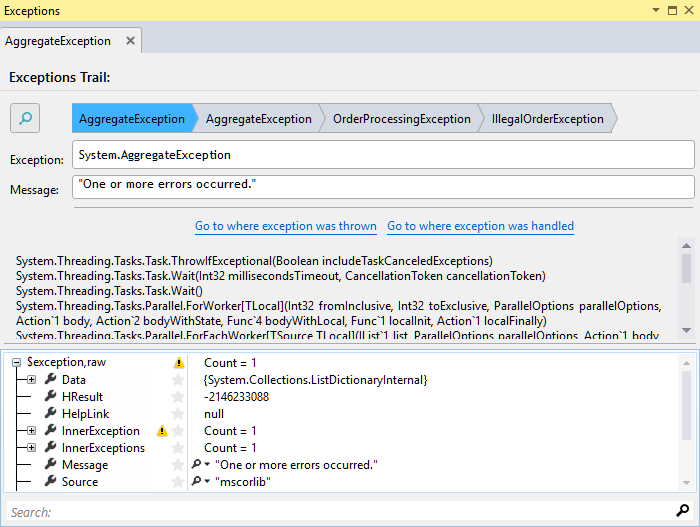 Exceptions
AggregateException
Exceptions Trail:
AggregateException AggregateException OrderProcessingException IllegalOrderException
Exception: System.AggregateException
Message: "One or more errors occurred."
Go to where exception was thrown Go to where exception was handled
System.Threading.Tasks.Task.ThrowIfExceptional(Boolean includeTaskCanceledExceptions)
System.Threading.Tasks.Task.Wait(Int32 millisecondsTimeout, CancellationToken cancellationToken)
System.Threading.Tasks.Task.Wait()
System.Threading.Tasks.Parallel.ForWorker[TLocal](Int32 fromInclusive, Int32 toExclusive, ParallelOptions parallelOptions,
Action`1 body, Action`2 bodyWithState, Func`4 bodyWithLocal, Func`1 localInit, Action`1 localFinally)
System.Threading.Tasks.Parallel.ForEachWorker[TSource,TLocal](IList`1 list, ParallelOptions parallelOptions, Action`1 body,
$exception,raw Count = 1
Data {System.Collections.ListDictionaryInternal}
HResult -2146233088
HelpLink null
InnerException Count = 1
InnerExceptions Count = 1
Message "One or more errors occurred."
Source "mscorlib"
Search: